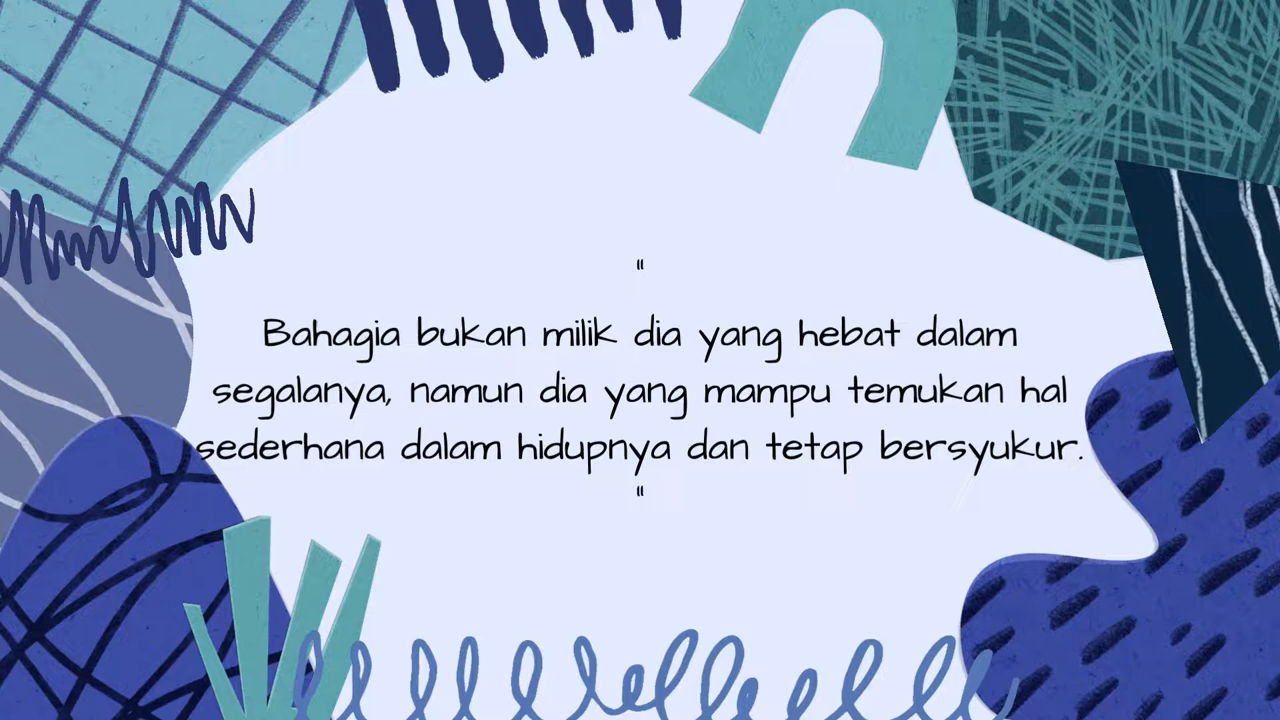 "
Bahagia bukan milik dia yang hebat dalam
segalanya, namun dia yang mampu temukan hal
sederhana dalam hidupnya dan tetap bersyukur.
"